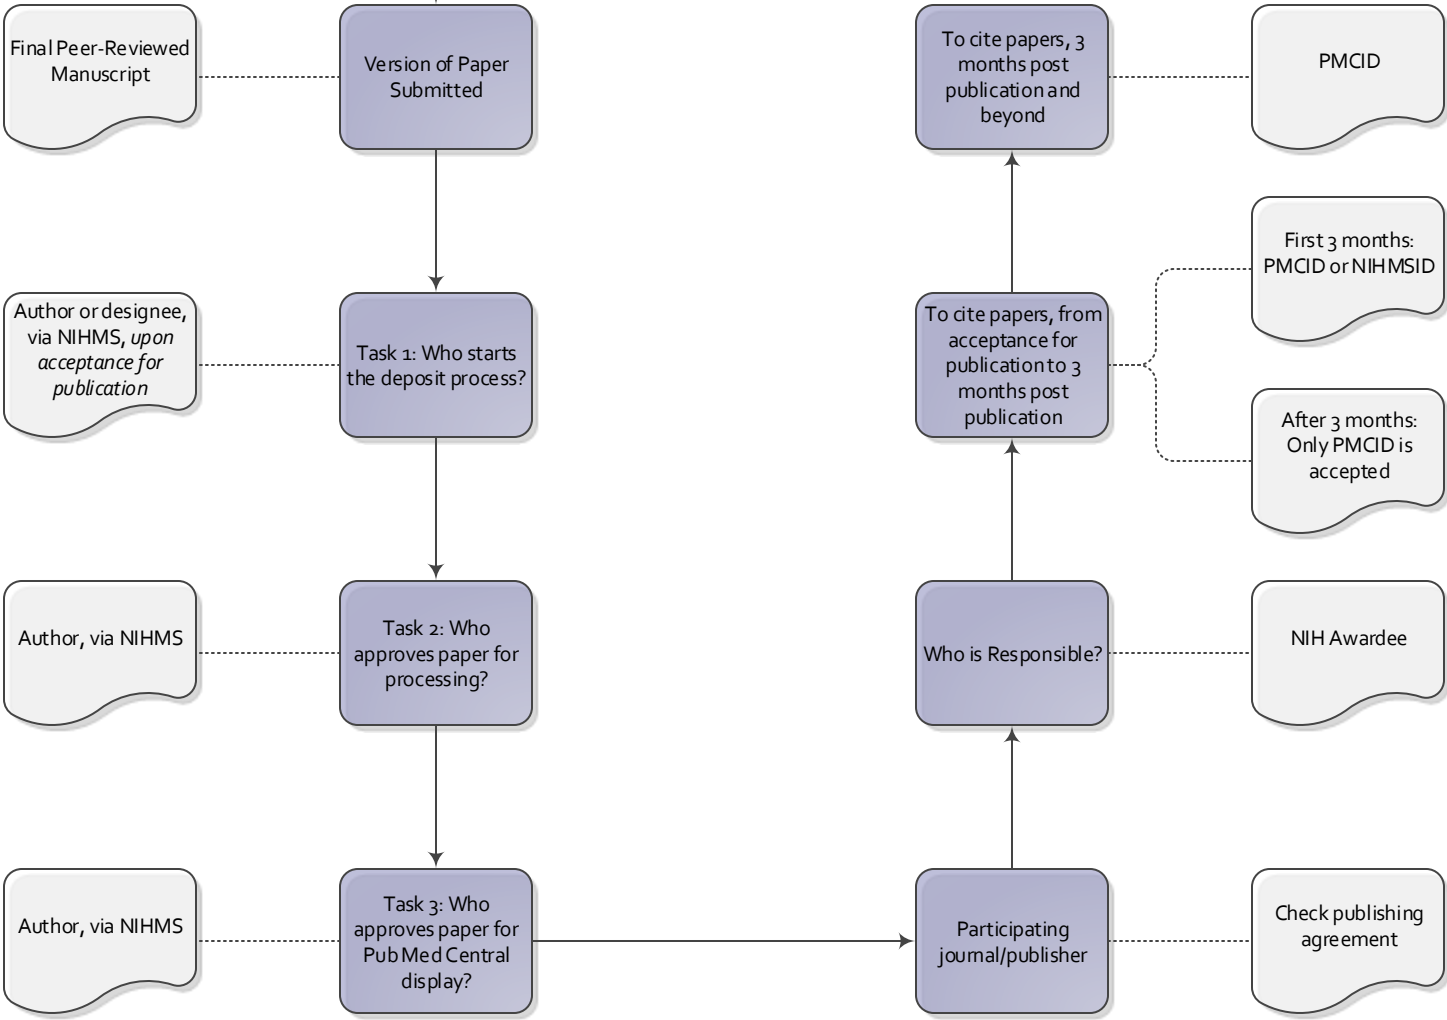 Final Peer-Reviewed
Manuscript
Version of Paper
Submitted
Author or designee,
via NIHMS, upon
acceptance for
publication
Task 1: Who starts
the deposit process?
Author, via NIHMS
Task 2: Who
approves paper for
processing?
Author, via NIHMS
Task 3: Who
approves paper for
Pub Med Central
display?
Participating
journal/publisher
Check publishing
agreement
Who is Responsible?
NIH Awardee
To cite papers, from
acceptance for
publication to 3
months post
publication
First 3 months:
PMCID or NIHMSID
After 3 months:
Only PMCID is
accepted
To cite papers, 3
months post
publication and
beyond
PMCID